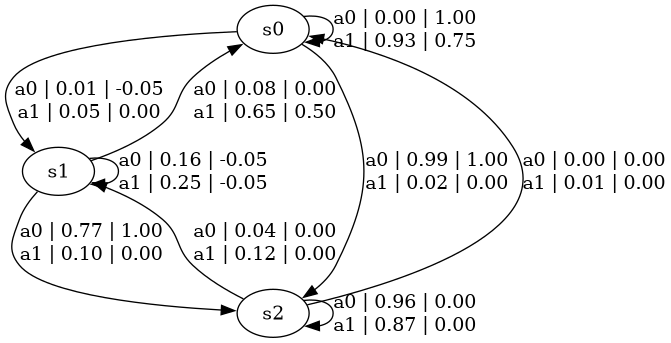 s0
a0 | 0.00 | 1.00
a1 | 0.93 | 0.75
a0 | 0.01 | -0.05
a1 | 0.05 | 0.00
a0 | 0.08 | 0.00
a1 | 0.65 | 0.50
s1
a0 | 0.16 | -0.05
a1 | 0.25 | -0.05
a0 | 0.99 | 1.00
a1 | 0.02 | 0.00
a0 | 0.00 | 0.00
a1 | 0.01 | 0.00
a0 | 0.77 | 1.00
a1 | 0.10 | 0.00
a0 | 0.04 | 0.00
a1 | 0.12 | 0.00
s2
a0 | 0.96 | 0.00
a1 | 0.87 | 0.00